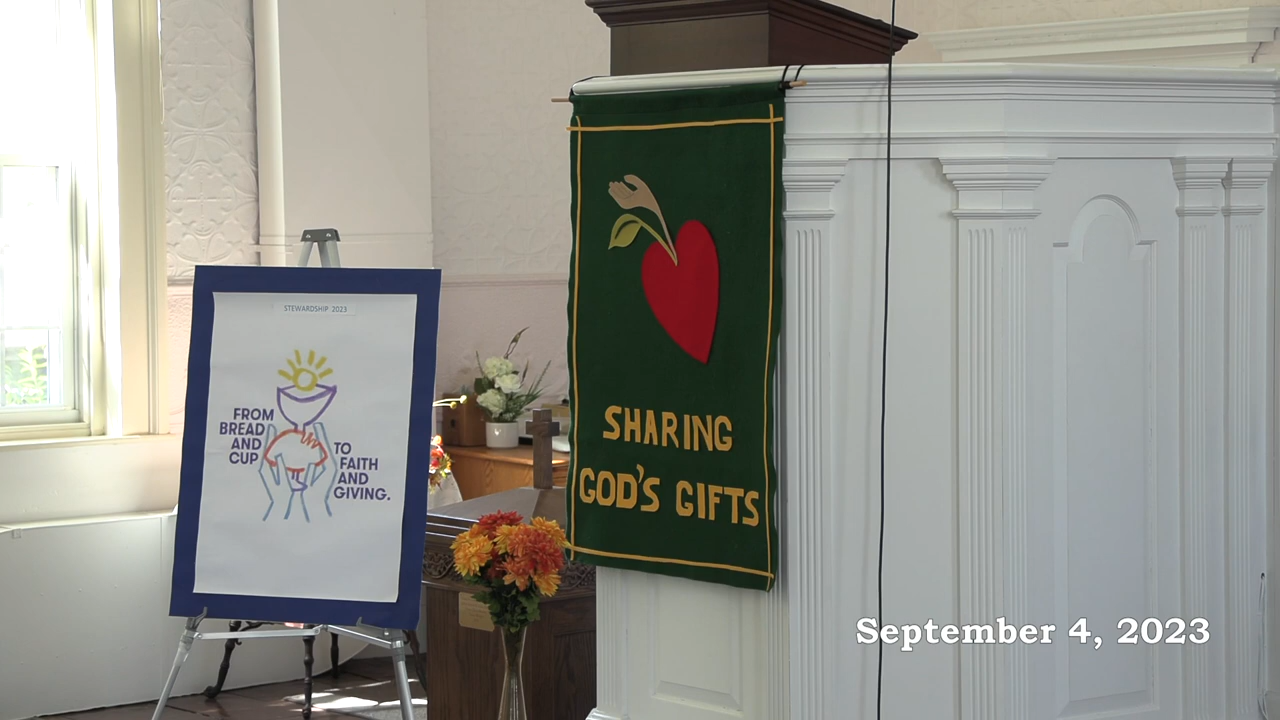 STEWARDSHIP 2023
FROM
BREAD
AND
CUP
TO
FAITH
AND
GIVING.
SHARING
GOD'S GIFTS
September 4, 2023